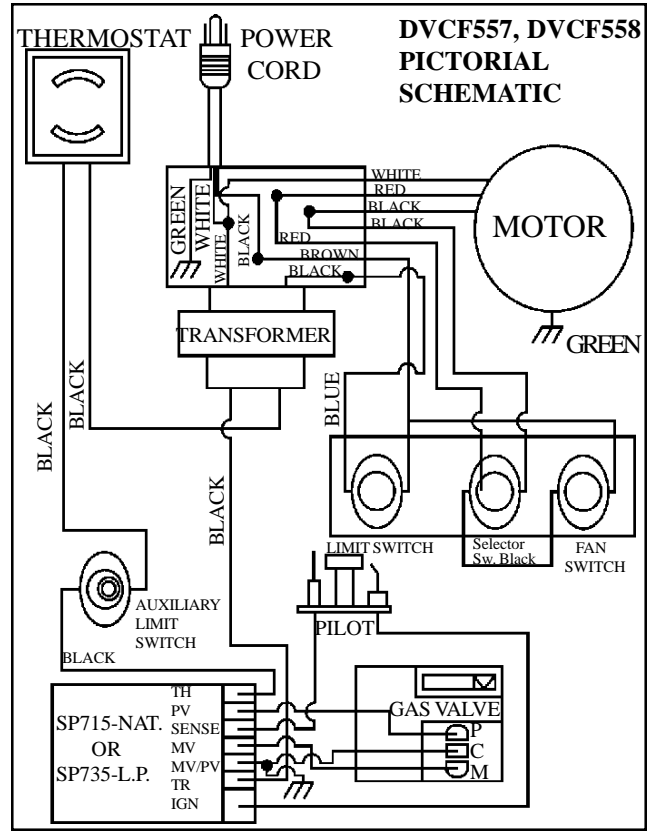 THERMOSTAT
POWER
CORD
DVCF557, DVCF558
PICTORIAL
SCHEMATIC
GREEN
WHITE
WHITE
BLACK
WHITE
RED
BLACK
BLACK
RED
BROWN
BLACK
MOTOR
GREEN
TRANSFORMER
BLACK
BLACK
BLACK
BLUE
LIMIT SWITCH
Selector
Sw. Black
FAN
SWITCH
AUXILIARY
LIMIT
SWITCH
BLACK
PILOT
SP715-NAT.
OR
SP735-L.P.
TH
PV
SENSE
MV
MV/PV
TR
IGN
GAS VALVE
P
C
M